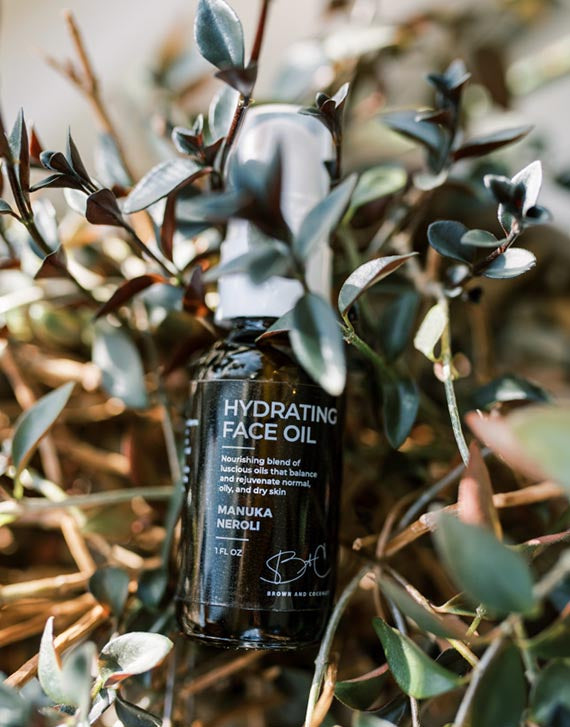 HYDRATING
FACE OIL
Nourishing blend of
luscious oils that balance
and rejuvenate normal,
oily, and dry skin
MANUKA
NEROLI
1 FL OZ
B+C
BROWN AND COCONUT